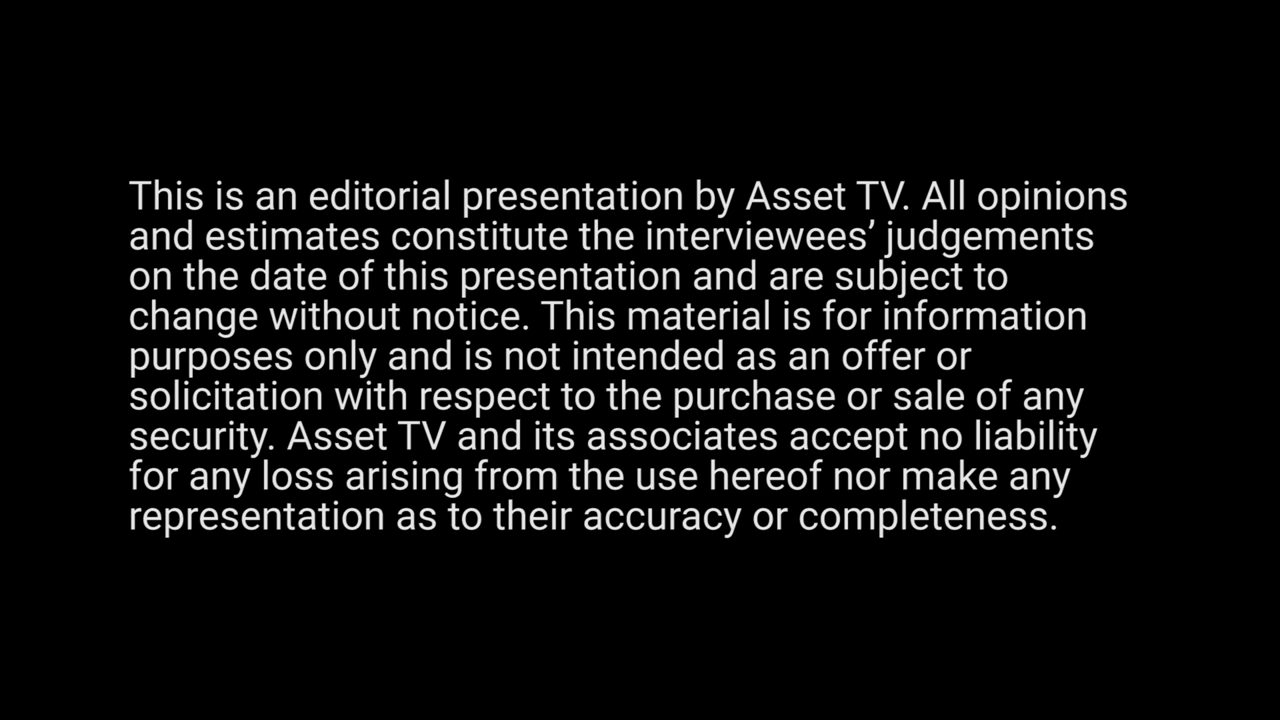 This is an editorial presentation by Asset TV. All opinions
and estimates constitute the interviewees’ judgements
on the date of this presentation and are subject to
change without notice. This material is for information
purposes only and is not intended as an offer or
solicitation with respect to the purchase or sale of any
security. Asset TV and its associates accept no liability
for any loss arising from the use hereof nor make any
representation as to their accuracy or completeness.